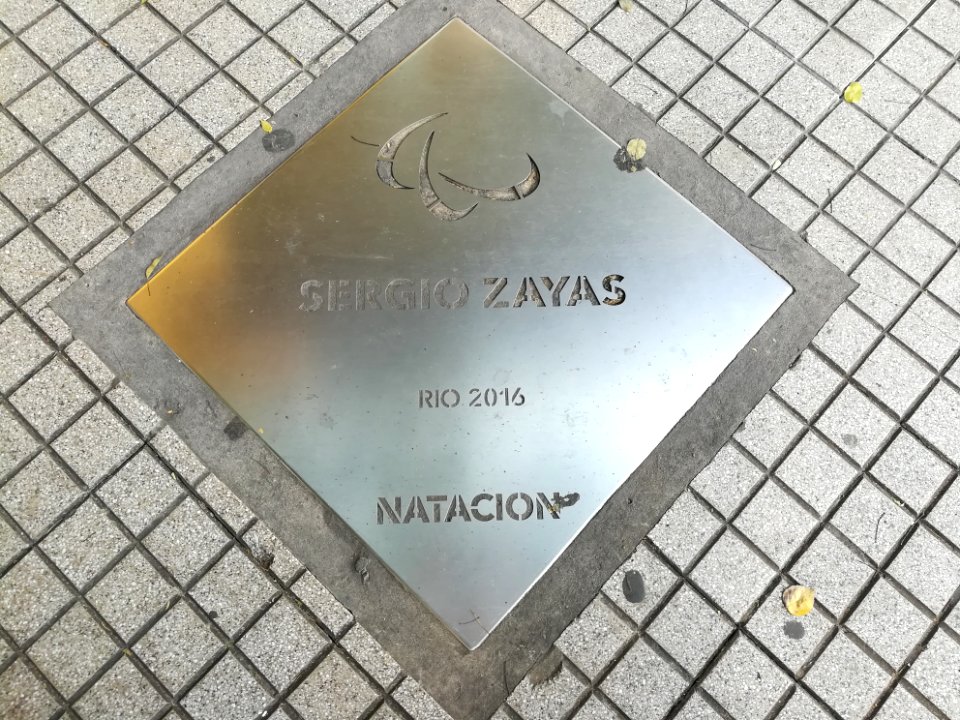 SERGIO ZAYAS
RIO 2016
NATACION